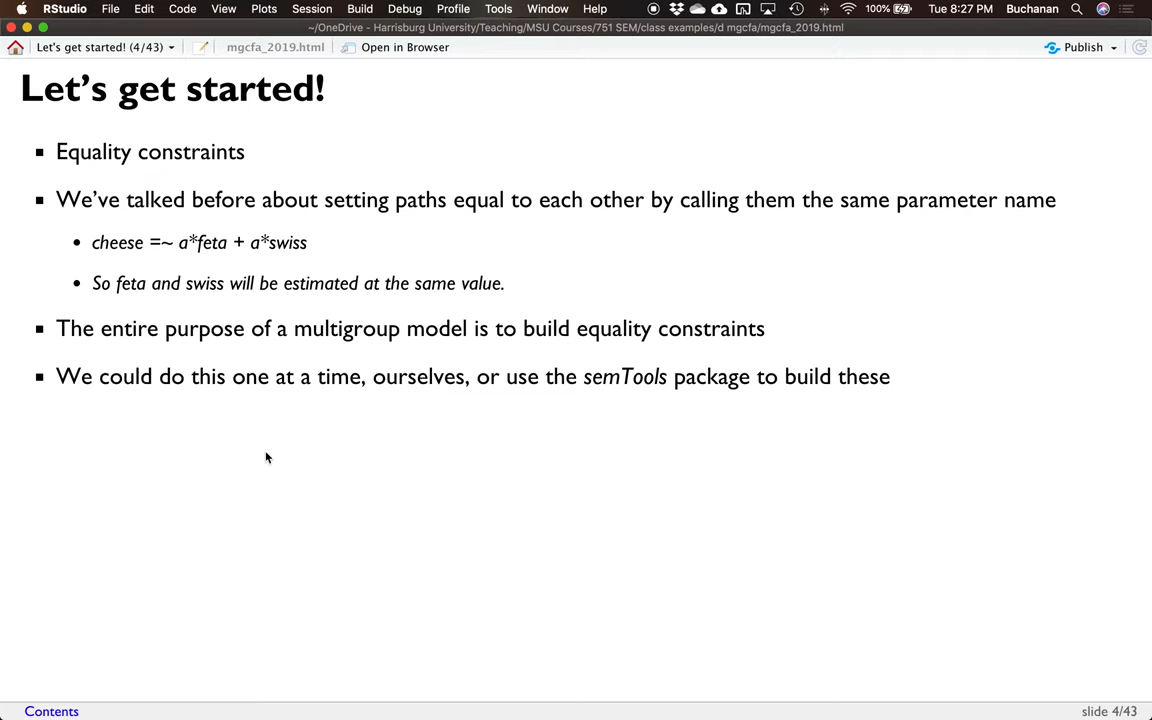 RStudio File Edit Code View Plots Session Build Debug Profile Tools Window Help 100% Tue 8:27 PM Buchanan
~/OneDrive - Harrisburg University/Teaching/MSU Courses/751 SEM/class examples/d mgcfa/mgcfa_2019.html
Let's get started! (4/43) mgcfa_2019.html Open in Browser Publish
Let’s get started!
Equality constraints
We’ve talked before about setting paths equal to each other by calling them the same parameter name
cheese =~ a*feta + a*swiss
So feta and swiss will be estimated at the same value.
The entire purpose of a multigroup model is to build equality constraints
We could do this one at a time, ourselves, or use the semTools package to build these
Contents slide 4/43